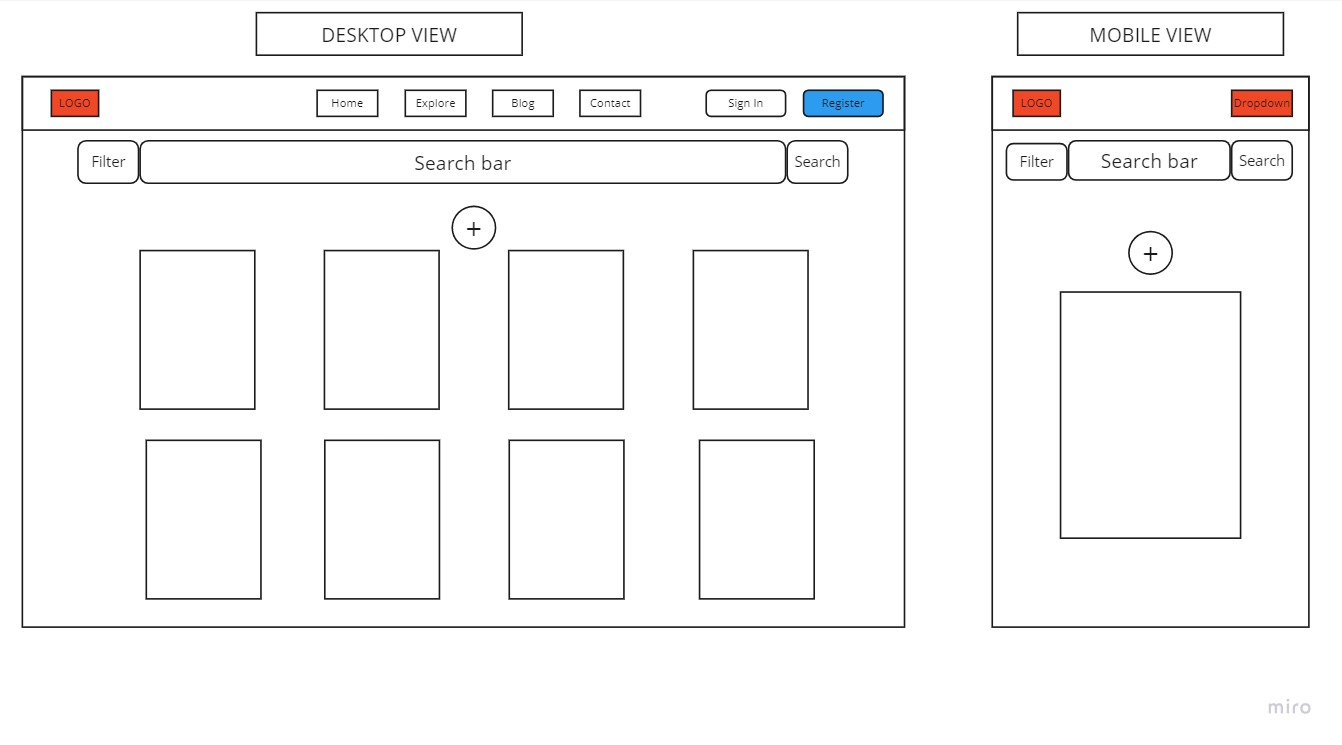 DESKTOP VIEW
LOGO
Home
Explore
Blog
Contact
Sign In
Register
Filter
Search bar
Search
+
MOBILE VIEW
LOGO
Dropdown
Filter
Search bar
Search
+
miro